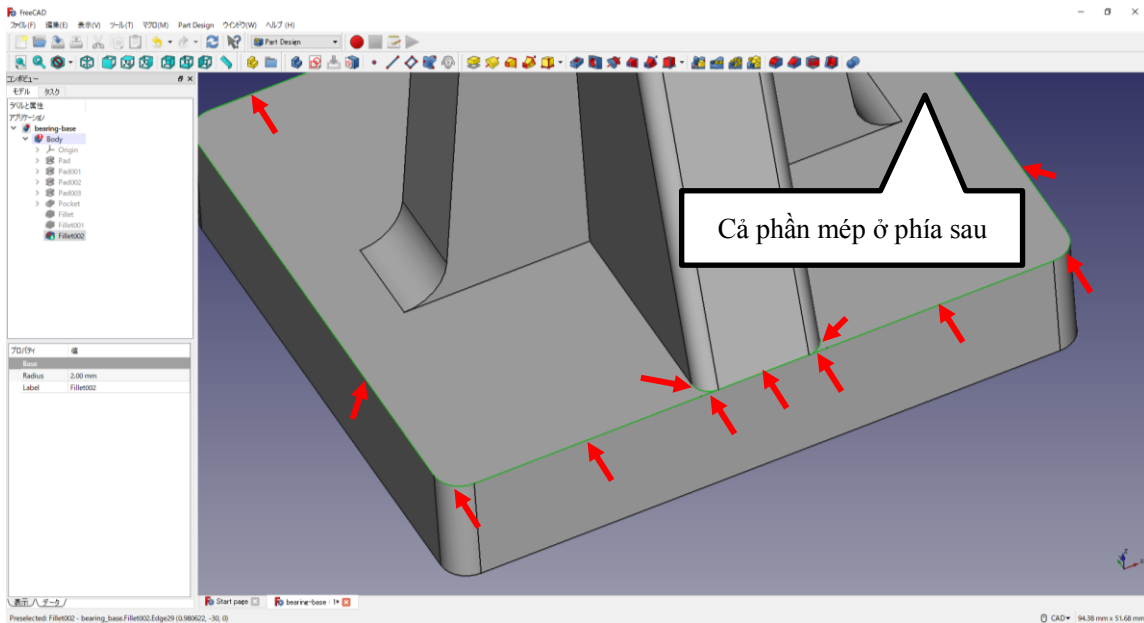 FreeCAD
ファイル(F) 編集(E) 表示(V) ツール(T) マクロ(M) Part Design ウインドウ(W) ヘルプ(H)
Part Design
コンボビュー
モデル タスク
ラベルと属性
アプリケーション
bearing-base
Body
Origin
Pad
Pad001
Pad002
Pad003
Pocket
Fillet
Fillet001
Fillet002
Cả phần mép ở phía sau
プロパティ 値
Base
Radius 2.00 mm
Label Fillet002
表示 データ
Start page bearing-base : 1*
Preselected: Fillet002 - bearing_base.Fillet002.Edge29 (0.980622, -30, 0) CAD 94.38 mm x 51.68 mm